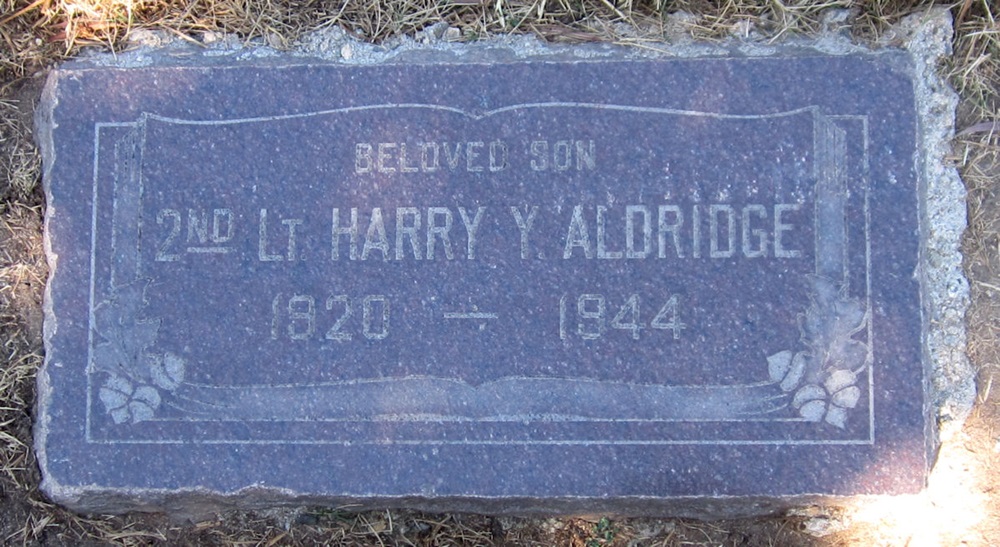 BELOVED SON
2ND LT. HARRY Y. ALDRIDGE
1920 — 1944